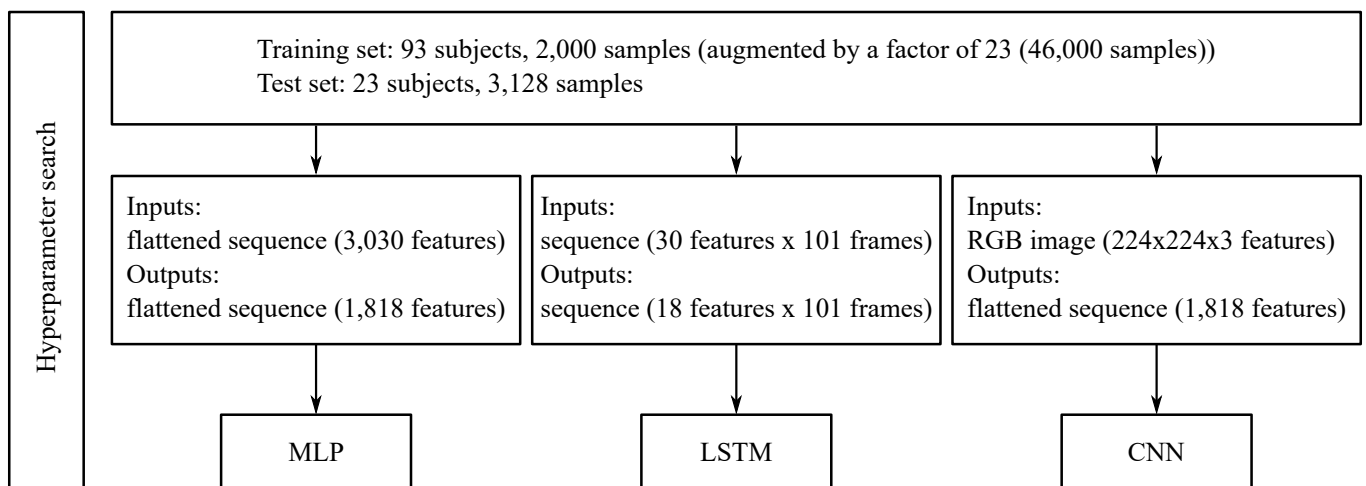 Hyperparameter search
Training set: 93 subjects, 2,000 samples (augmented by a factor of 23 (46,000 samples))
Test set: 23 subjects, 3,128 samples
Inputs:
flattened sequence (3,030 features)
Outputs:
flattened sequence (1,818 features)
Inputs:
sequence (30 features x 101 frames)
Outputs:
sequence (18 features x 101 frames)
Inputs:
RGB image (224x224x3 features)
Outputs:
flattened sequence (1,818 features)
MLP
LSTM
CNN